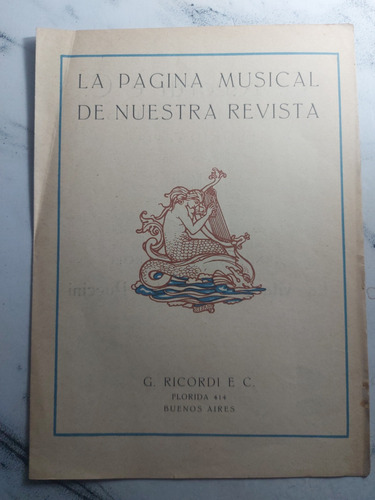 LA PAGINA MUSICAL
DE NUESTRA REVISTA
G. RICORDI E C.
FLORIDA 414
BUENOS AIRES